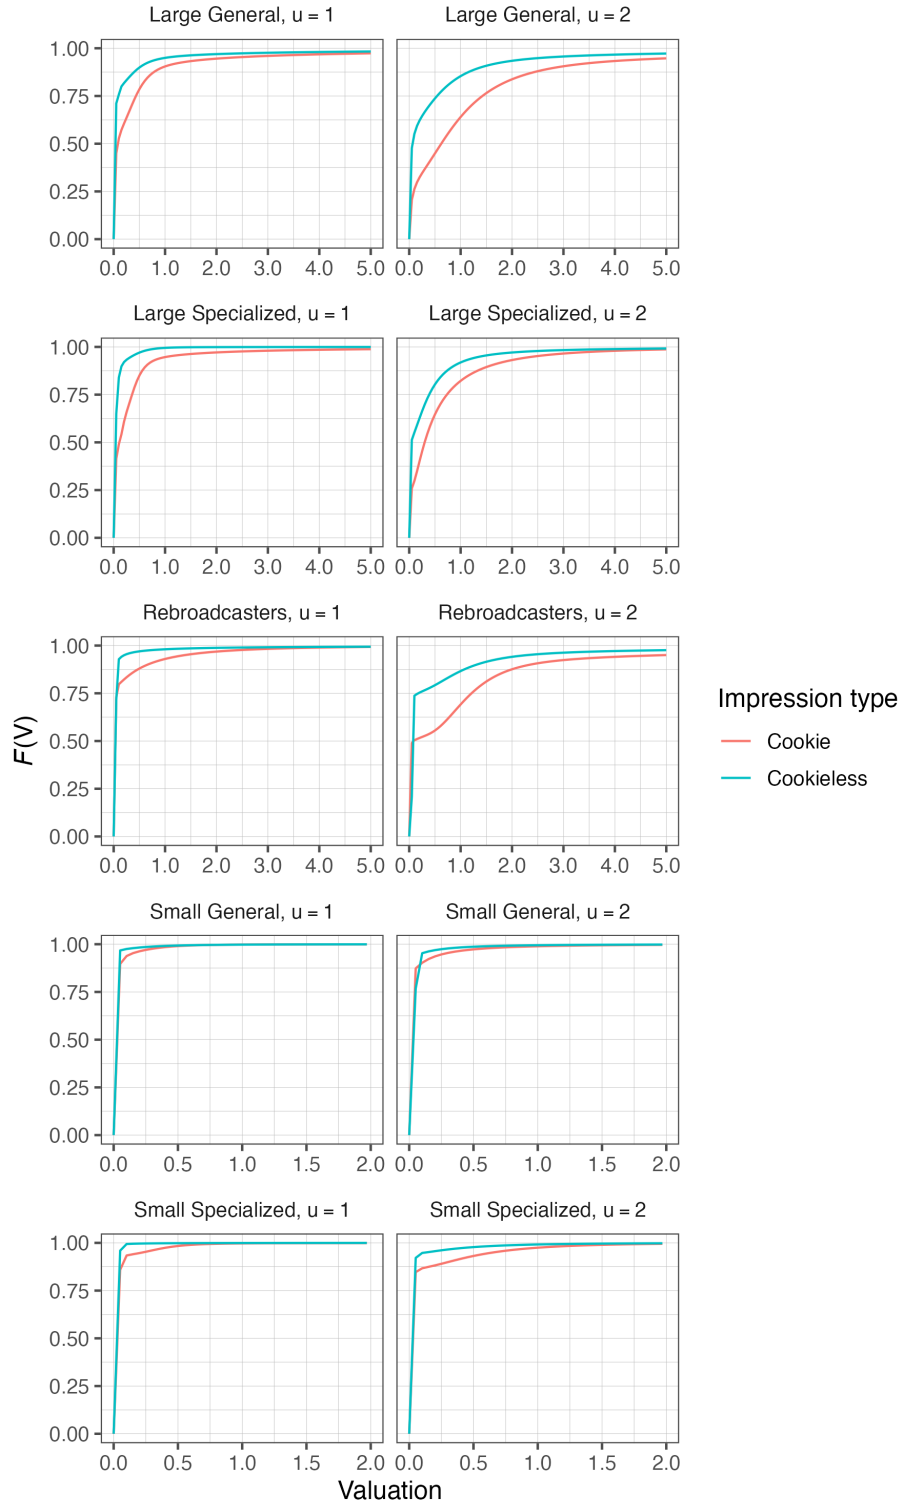 Large General, u = 1
Large General, u = 2
1.00
0.75
0.50
0.25
0.00
0.0 1.0 2.0 3.0 4.0 5.0 0.0 1.0 2.0 3.0 4.0 5.0
Large Specialized, u = 1
Large Specialized, u = 2
1.00
0.75
0.50
0.25
0.00
0.0 1.0 2.0 3.0 4.0 5.0 0.0 1.0 2.0 3.0 4.0 5.0
Rebroadcasters, u = 1
Rebroadcasters, u = 2
1.00
0.75
0.50
0.25
0.00
0.0 1.0 2.0 3.0 4.0 5.0 0.0 1.0 2.0 3.0 4.0 5.0
F(V)
Impression type
Cookie
Cookieless
Small General, u = 1
Small General, u = 2
1.00
0.75
0.50
0.25
0.00
0.0 0.5 1.0 1.5 2.0 0.0 0.5 1.0 1.5 2.0
Small Specialized, u = 1
Small Specialized, u = 2
1.00
0.75
0.50
0.25
0.00
0.0 0.5 1.0 1.5 2.0 0.0 0.5 1.0 1.5 2.0
Valuation